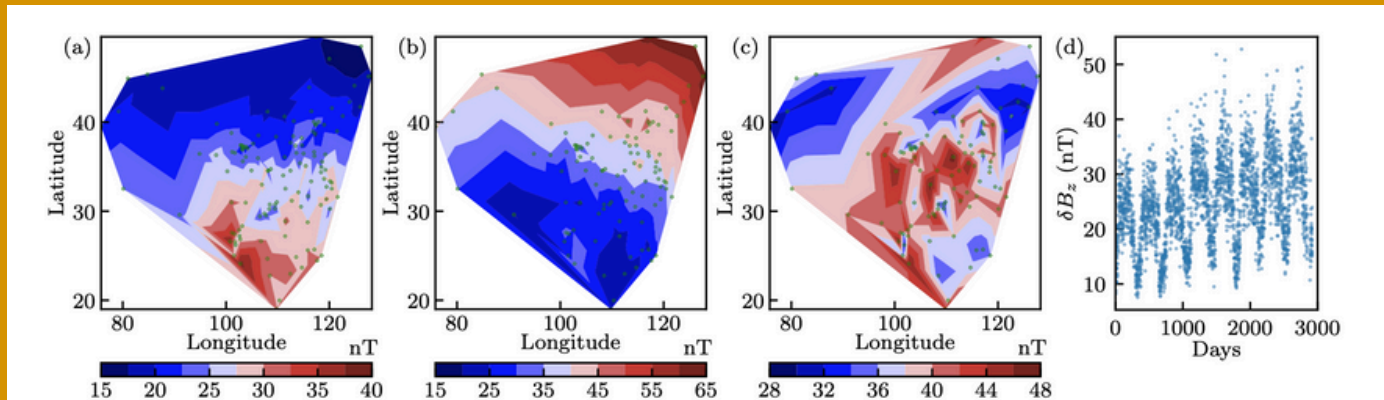 (a)
Latitude
40
30
20
80 100 120
Longitude
nT
15 20 25 30 35 40
(b)
Latitude
40
30
20
80 100 120
Longitude
nT
15 25 35 45 55 65
(c)
Latitude
40
30
20
80 100 120
Longitude
nT
28 32 36 40 44 48
(d)
δB_z (nT)
50
40
30
20
10
0 1000 2000 3000
Days